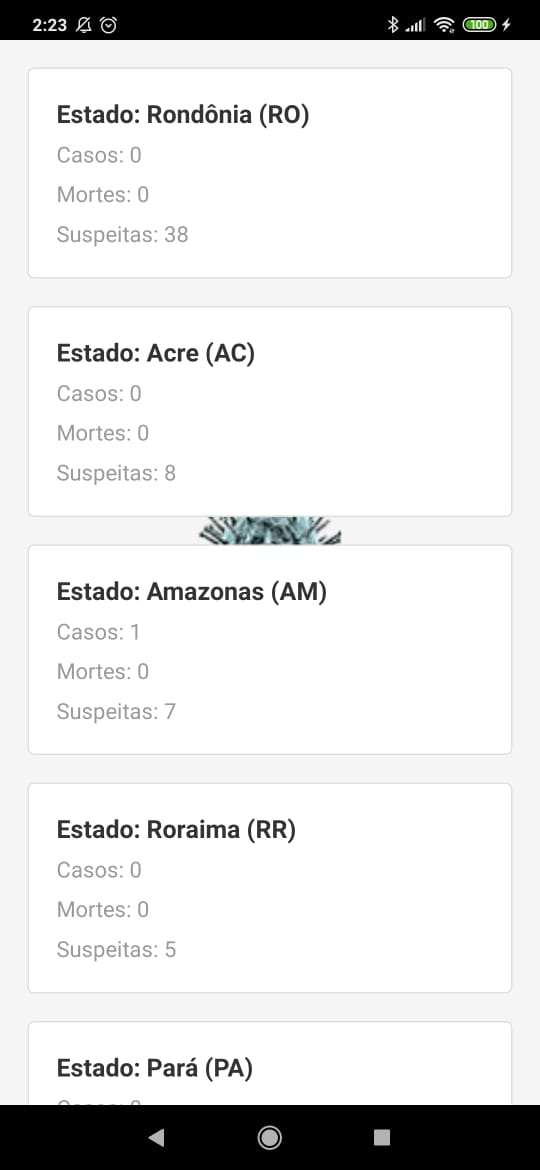 2:23
100
Estado: Rondônia (RO)
Casos: 0
Mortes: 0
Suspeitas: 38
Estado: Acre (AC)
Casos: 0
Mortes: 0
Suspeitas: 8
Estado: Amazonas (AM)
Casos: 1
Mortes: 0
Suspeitas: 7
Estado: Roraima (RR)
Casos: 0
Mortes: 0
Suspeitas: 5
Estado: Pará (PA)